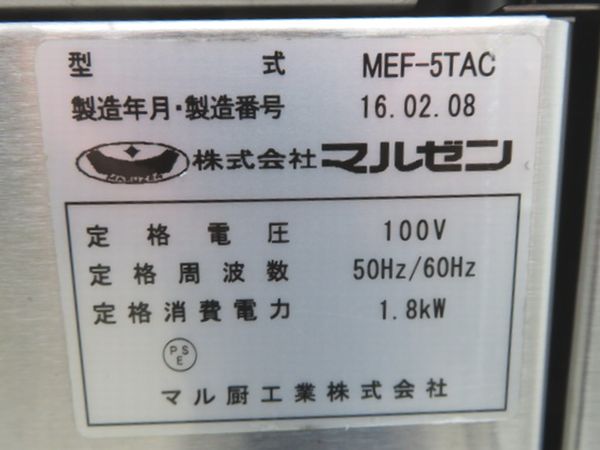 型式 MEF-5TAC
製造年月・製造番号 16.02.08
MARUZEN 株式会社マルゼン
定格電圧 100V
定格周波数 50Hz/60Hz
定格消費電力 1.8kW
PS
E
マル厨工業株式会社